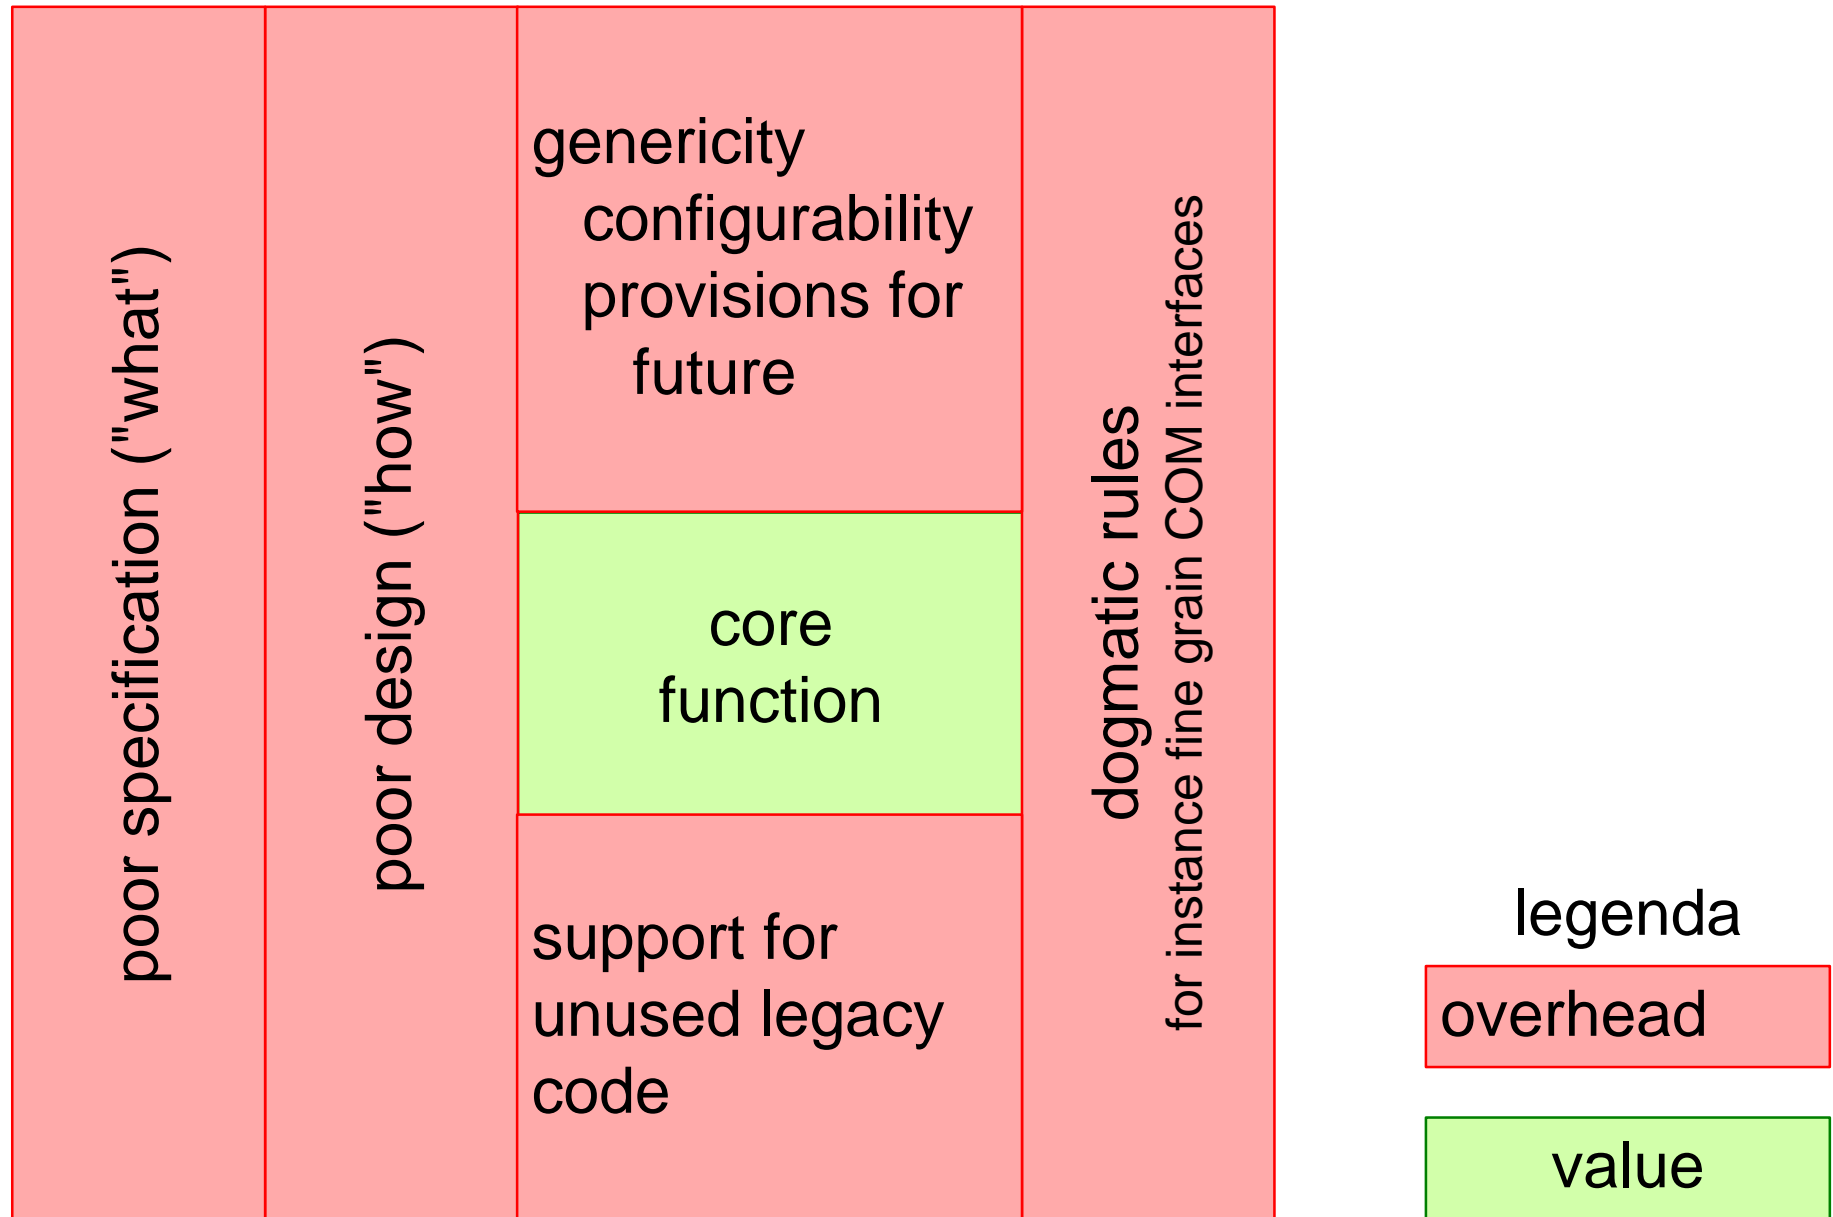 poor specification ("what")
poor design ("how")
genericity
configurability
provisions for
future
core
function
support for
unused legacy
code
dogmatic rules
for instance fine grain COM interfaces
legenda
overhead
value